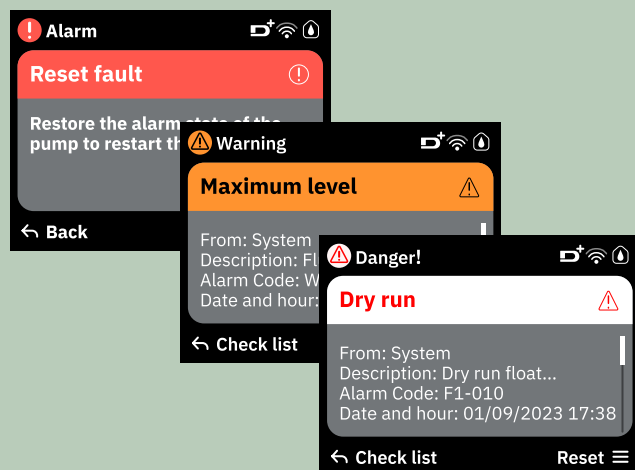 Alarm
Reset fault
Restore the alarm state of the
pump to restart th
Back
Warning
Maximum level
From: System
Description: Fl
Alarm Code: W
Date and hour:
Check list
Danger!
Dry run
From: System
Description: Dry run float...
Alarm Code: F1-010
Date and hour: 01/09/2023 17:38
Check list
Reset